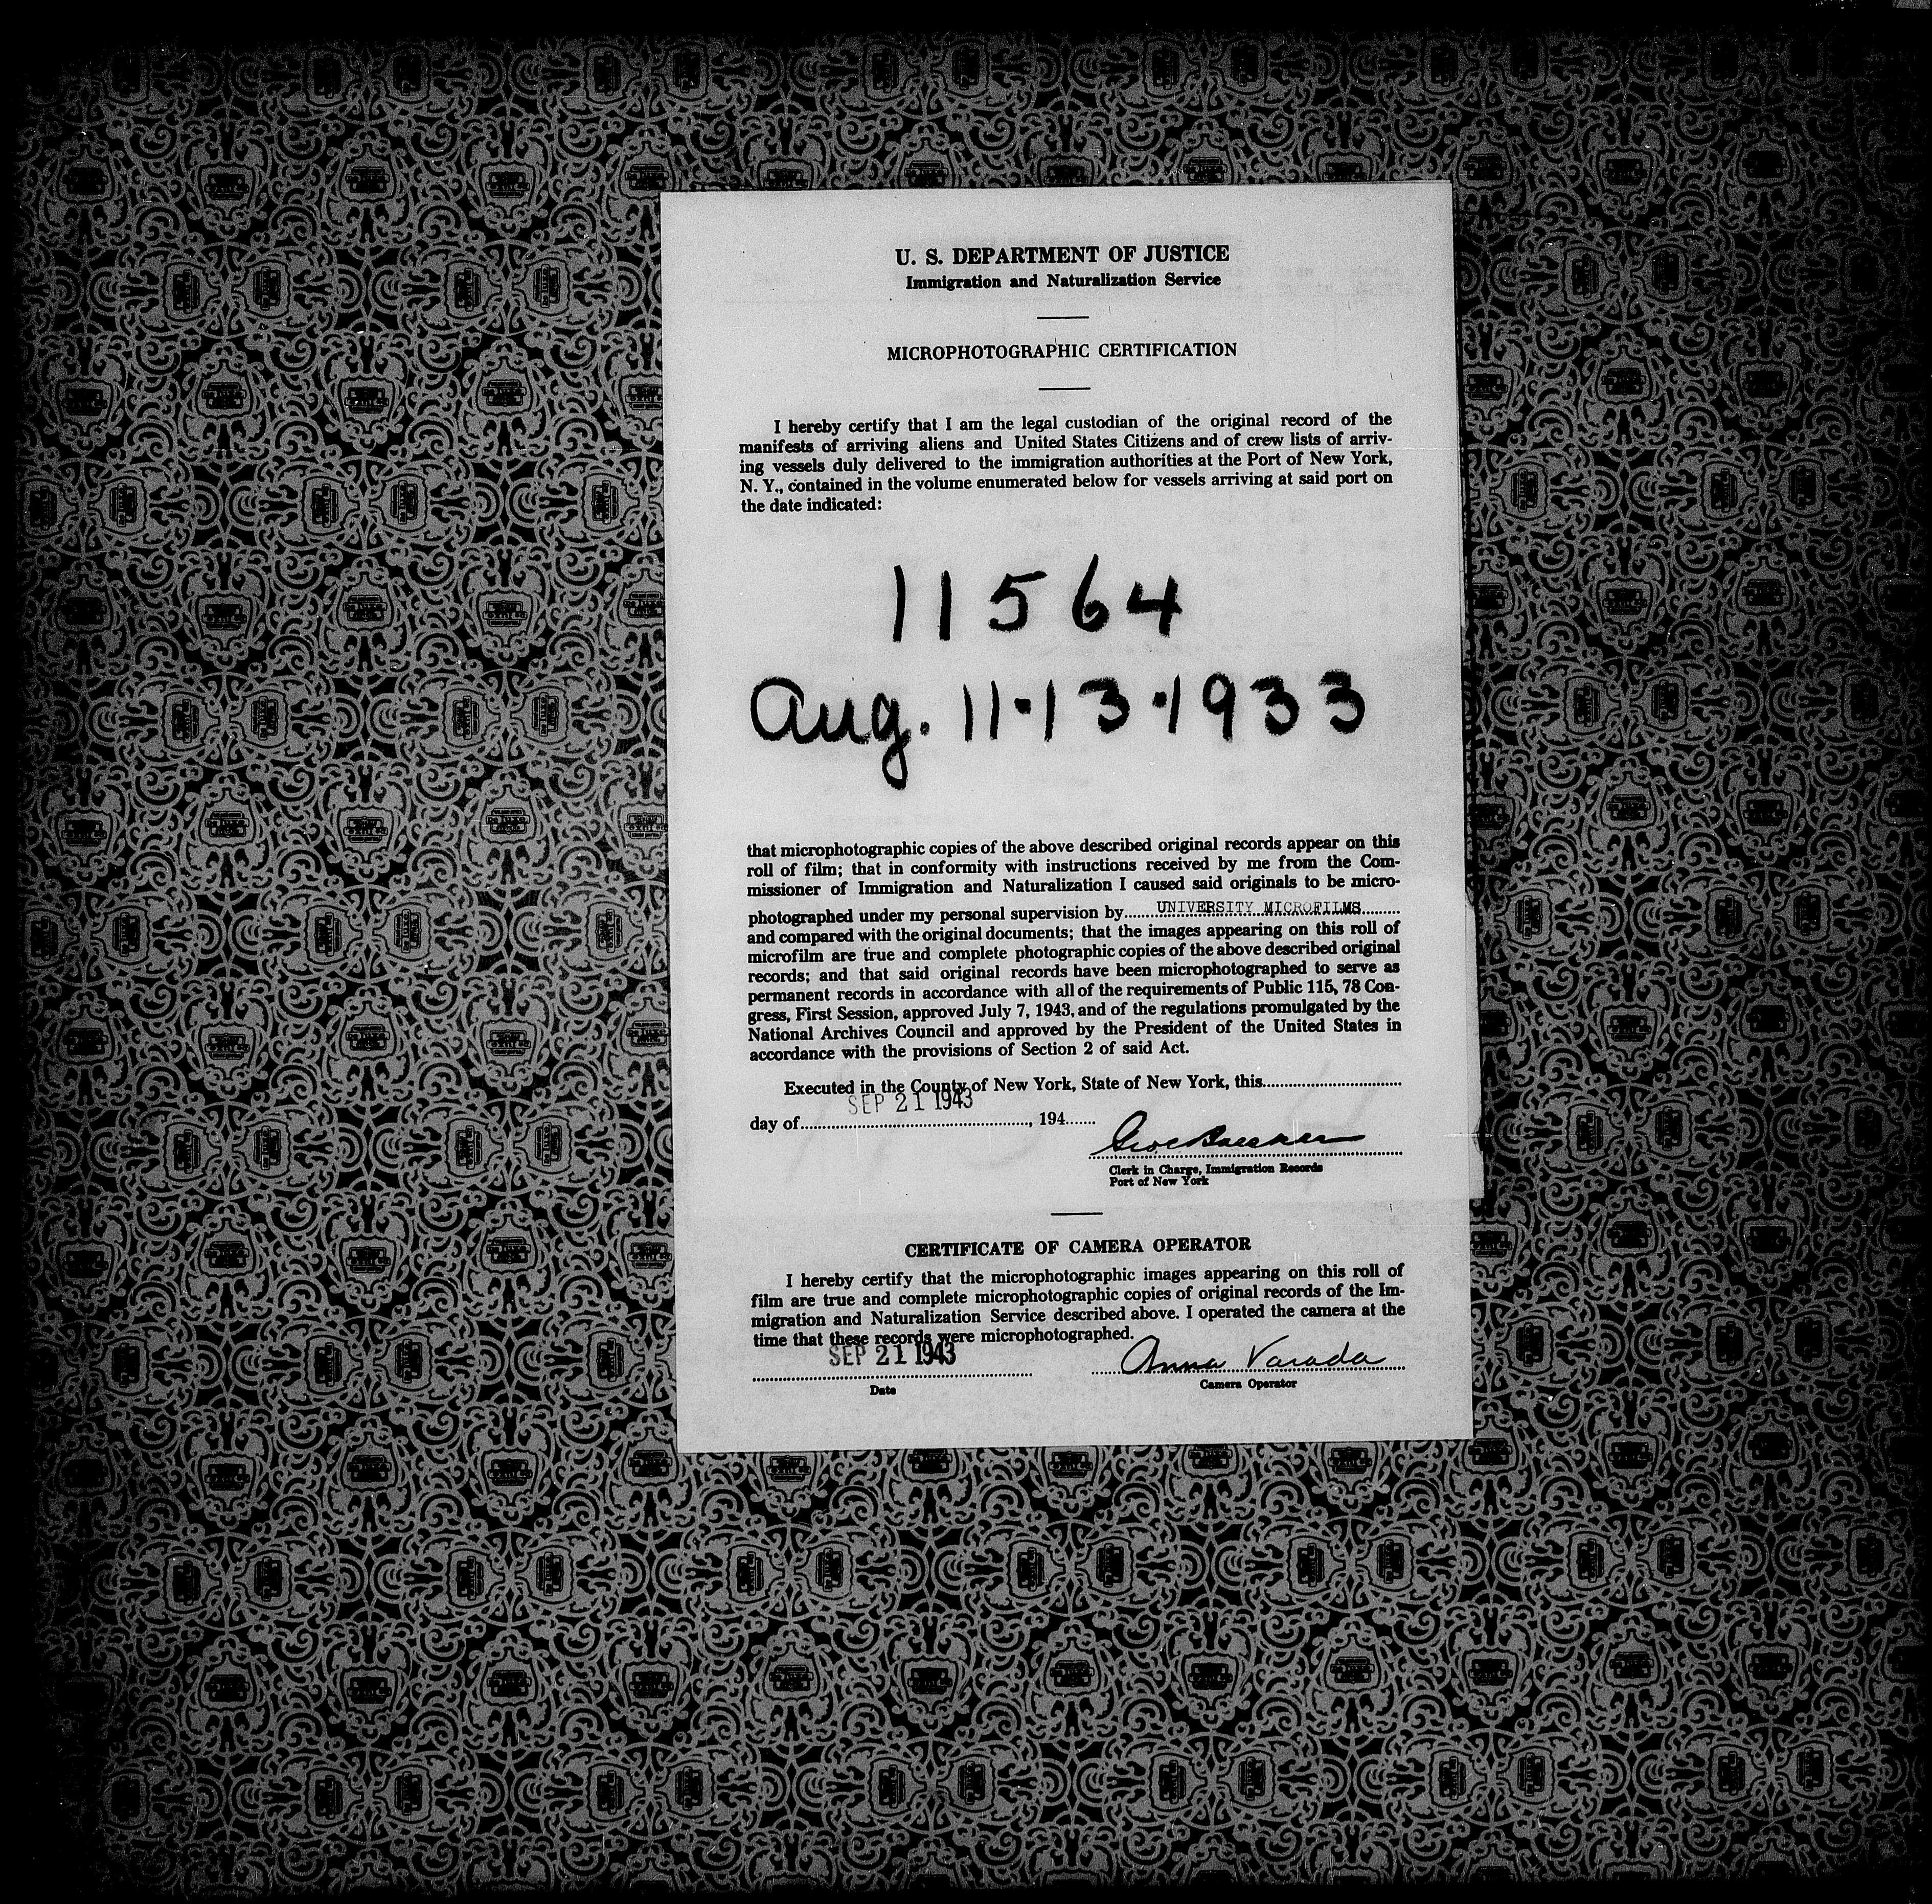 U. S. DEPARTMENT OF JUSTICE
Immigration and Naturalization Service
MICROPHOTOGRAPHIC CERTIFICATION
I hereby certify that I am the legal custodian of the original record of the
manifests of arriving aliens and United States Citizens and of crew lists of arriv-
ing vessels duly delivered to the immigration authorities at the Port of New York,
N. Y., contained in the volume enumerated below for vessels arriving at said port on
the date indicated:
11564
Aug. 11·13·1933
that microphotographic copies of the above described original records appear on this
roll of film; that in conformity with instructions received by me from the Com-
missioner of Immigration and Naturalization I caused said originals to be micro-
photographed under my personal supervision by UNIVERSITY MICROFILMS
and compared with the original documents; that the images appearing on this roll of
microfilm are true and complete photographic copies of the above described original
records; and that said original records have been microphotographed to serve as
permanent records in accordance with all of the requirements of Public 115, 78 Con-
gress, First Session, approved July 7, 1943, and of the regulations promulgated by the
National Archives Council and approved by the President of the United States in
accordance with the provisions of Section 2 of said Act.
Executed in the County of New York, State of New York, this
SEP 21 1943
day of , 194
Clerk in Charge, Immigration Records
Port of New York
CERTIFICATE OF CAMERA OPERATOR
I hereby certify that the microphotographic images appearing on this roll of
film are true and complete microphotographic copies of original records of the Im-
migration and Naturalization Service described above. I operated the camera at the
time that these records were microphotographed.
SEP 21 1943
Anna Varada
Date
Camera Operator